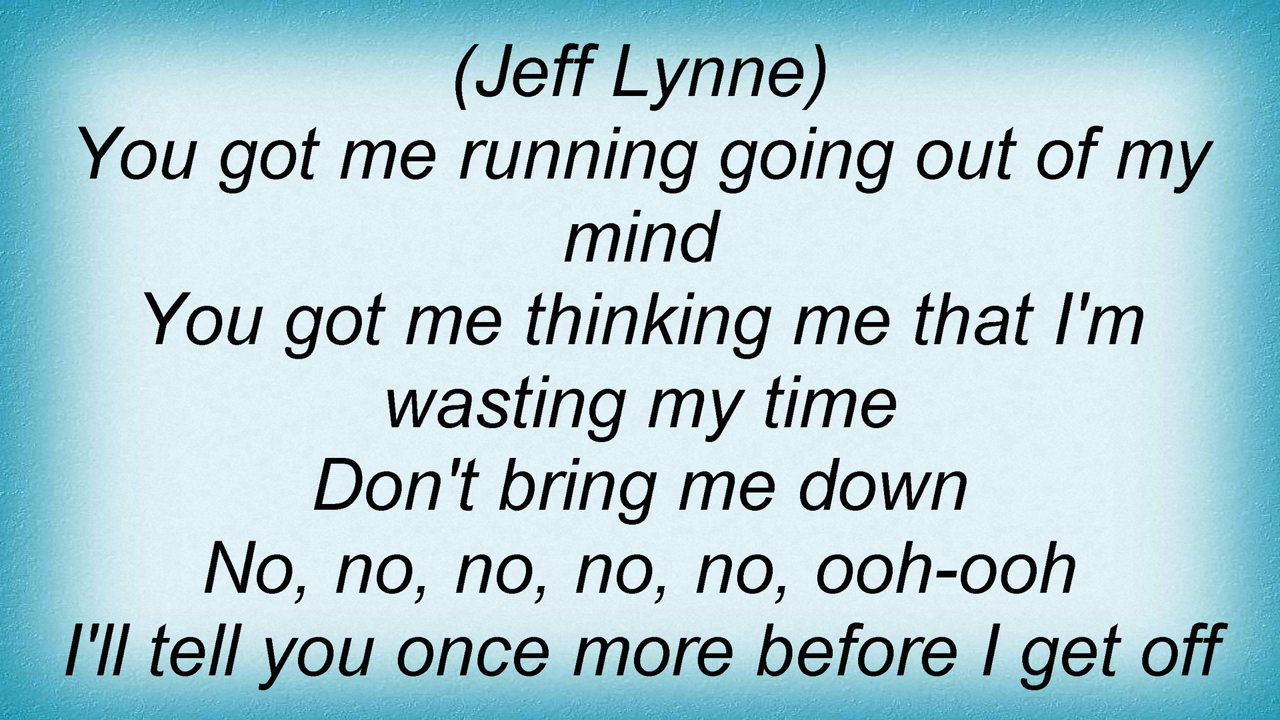 (Jeff Lynne)
You got me running going out of my
mind
You got me thinking me that I'm
wasting my time
Don't bring me down
No, no, no, no, no, ooh-ooh
I'll tell you once more before I get off